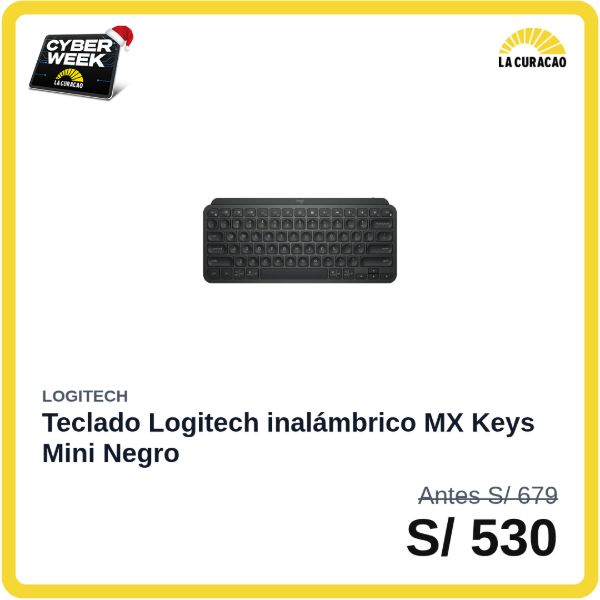 CYBER
WEEK
LA CURACAO
LA CURACAO
LOGITECH
Teclado Logitech inalámbrico MX Keys
Mini Negro
Antes S/ 679
S/ 530